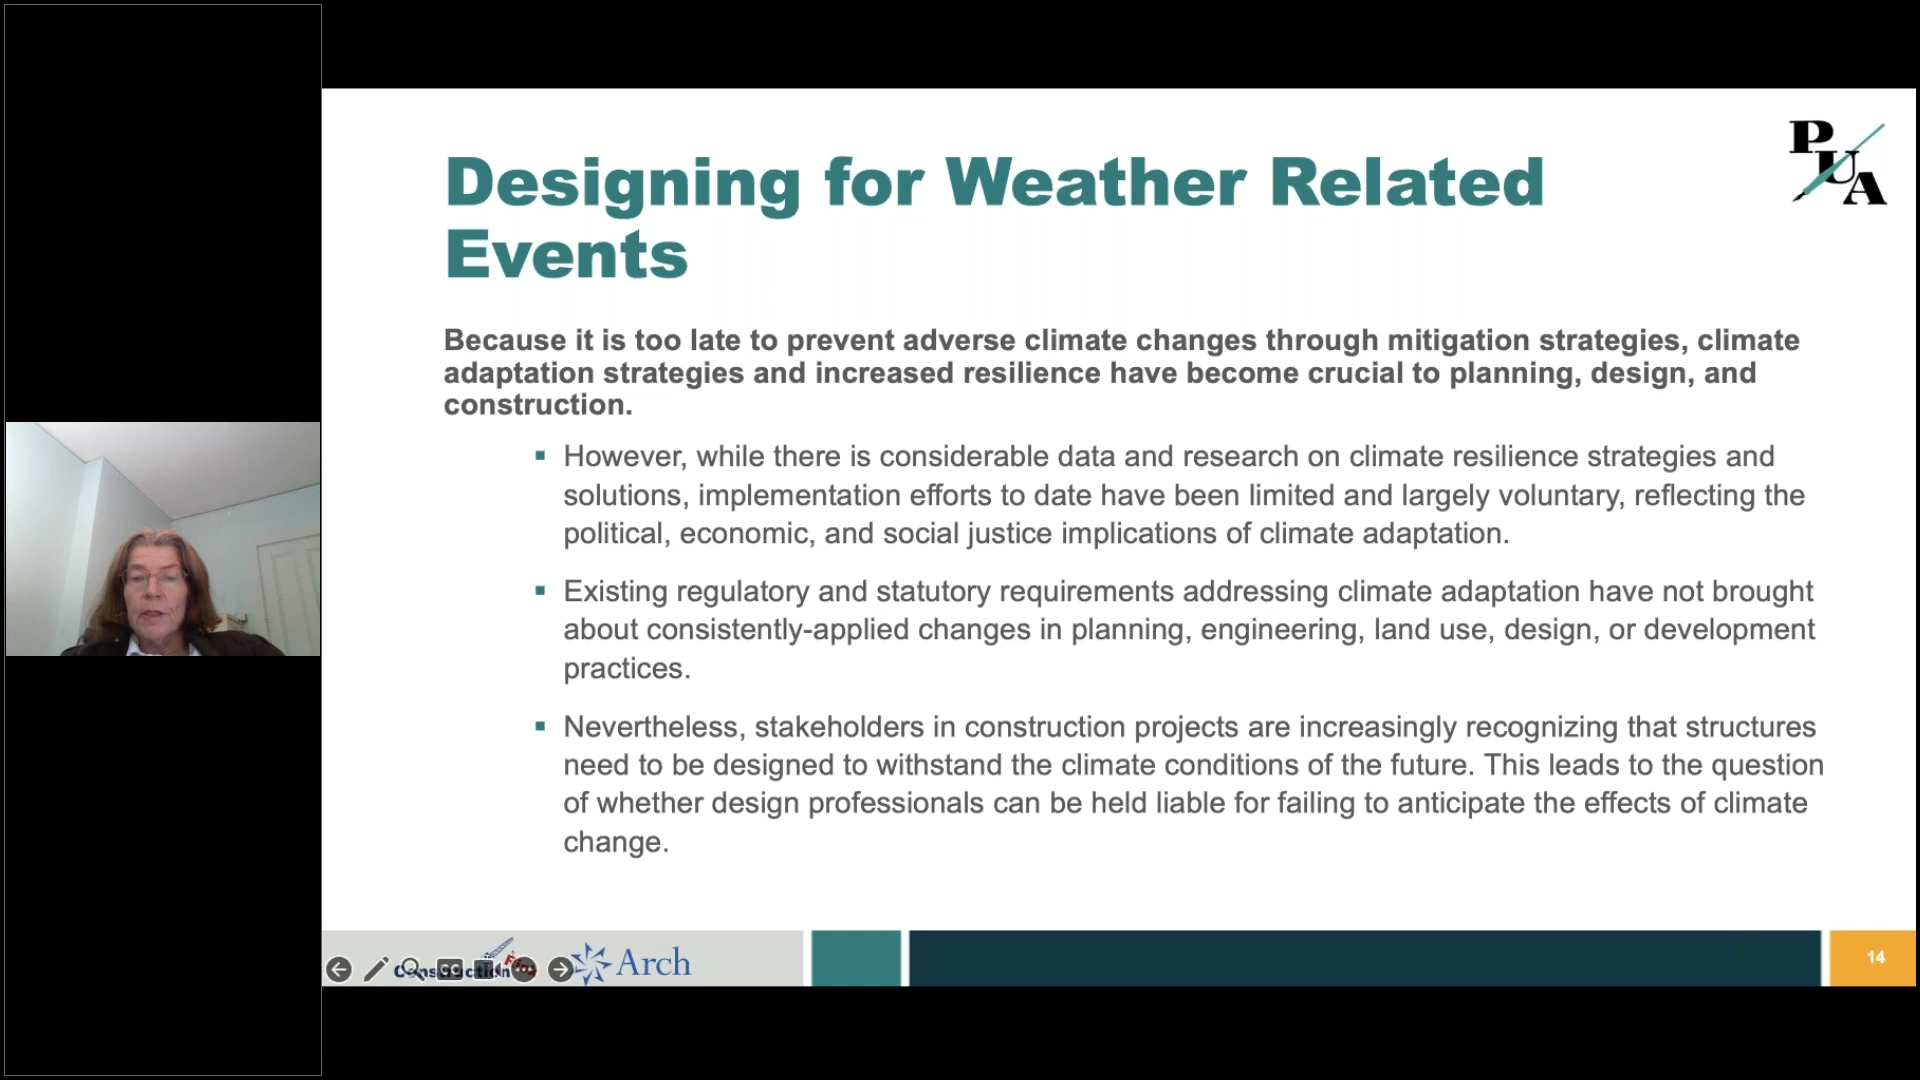 PUA
Designing for Weather Related
Events
Because it is too late to prevent adverse climate changes through mitigation strategies, climate
adaptation strategies and increased resilience have become crucial to planning, design, and
construction.
However, while there is considerable data and research on climate resilience strategies and
solutions, implementation efforts to date have been limited and largely voluntary, reflecting the
political, economic, and social justice implications of climate adaptation.
Existing regulatory and statutory requirements addressing climate adaptation have not brought
about consistently-applied changes in planning, engineering, land use, design, or development
practices.
Nevertheless, stakeholders in construction projects are increasingly recognizing that structures
need to be designed to withstand the climate conditions of the future. This leads to the question
of whether design professionals can be held liable for failing to anticipate the effects of climate
change.
Construction
Arch
14